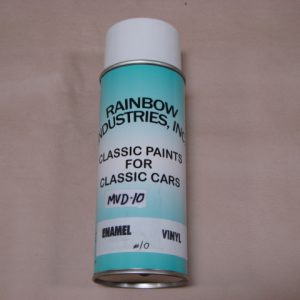 RAINBOW
INDUSTRIES, INC
CLASSIC PAINTS
FOR
CLASSIC CARS
MVD-10
ENAMEL VINYL
#10